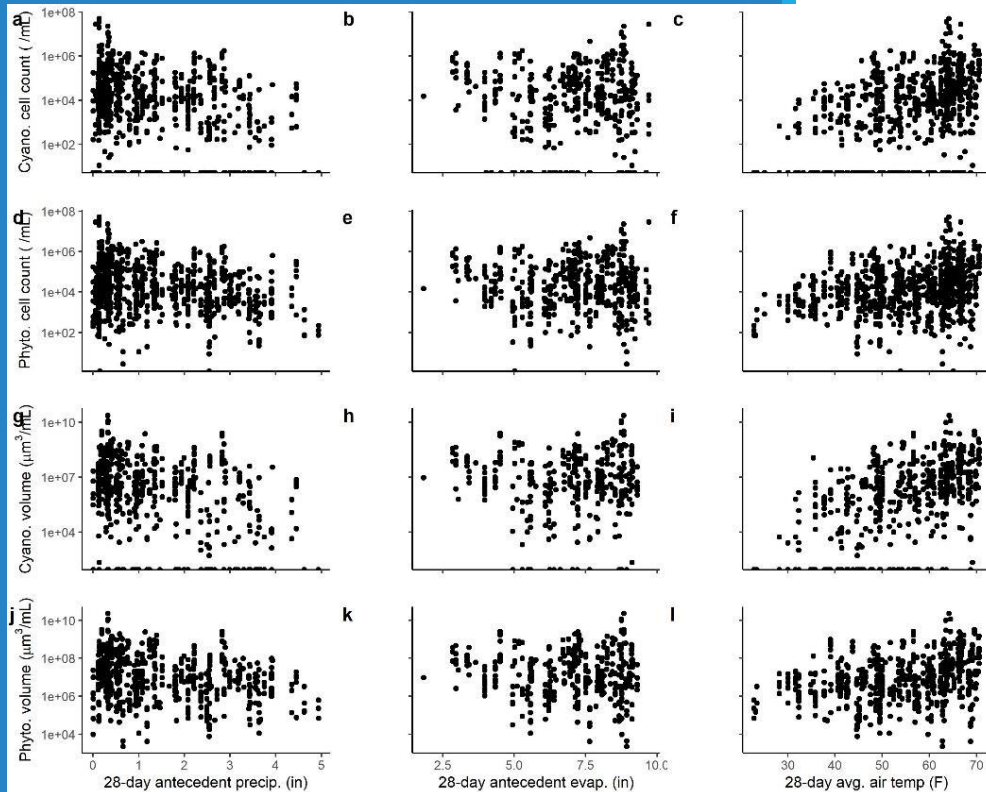 a b c
Cyano. cell count ( /mL)
1e+08
1e+06
1e+04
1e+02
d e f
Phyto. cell count ( /mL)
1e+08
1e+06
1e+04
1e+02
g h i
Cyano. volume (μm³/mL)
1e+10
1e+07
1e+04
j k l
Phyto. volume (μm³/mL)
1e+10
1e+08
1e+06
1e+04
0 1 2 3 4 5
28-day antecedent precip. (in)
2.5 5.0 7.5 10.0
28-day antecedent evap. (in)
20 30 40 50 60 70
28-day avg. air temp (F)